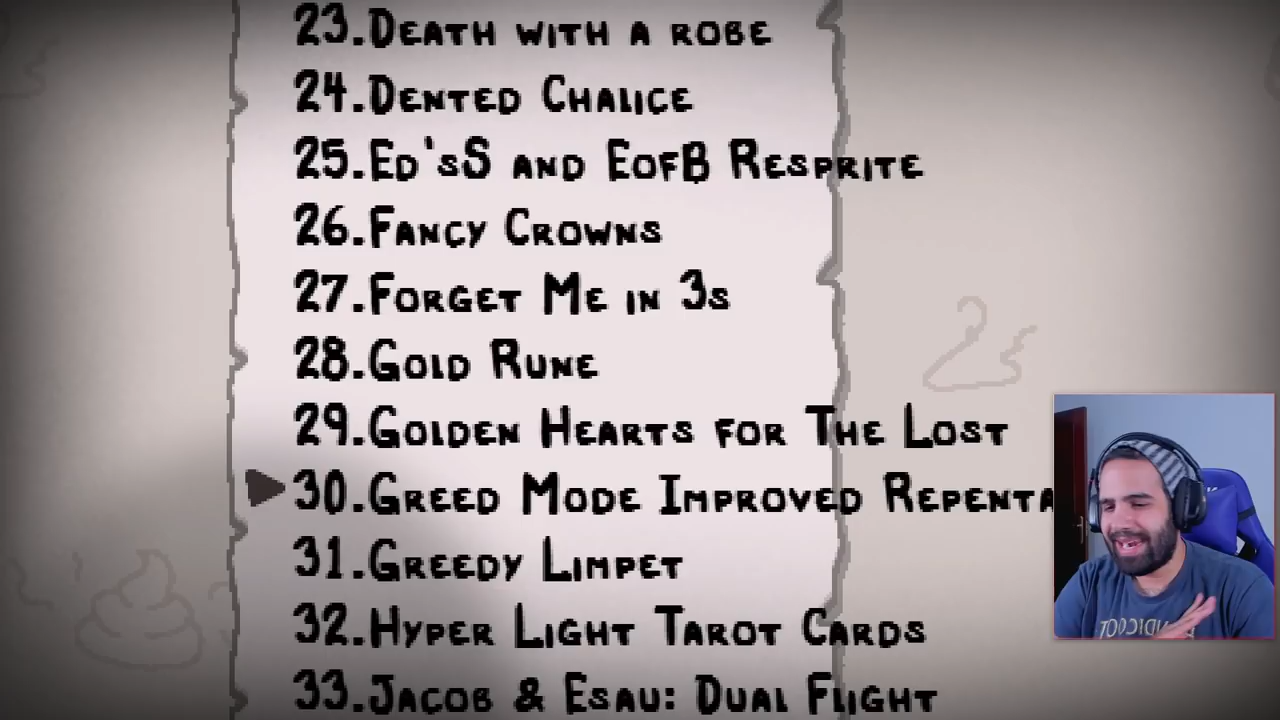 23.Death with a robe
24.Dented Chalice
25.Ed'sS and EofB Resprite
26.Fancy Crowns
27.Forget Me in 3s
28.Gold Rune
29.Golden Hearts for The Lost
30.Greed Mode Improved Repenta
31.Greedy Limpet
32.Hyper Light Tarot Cards
33.Jacob & Esau: Dual Flight